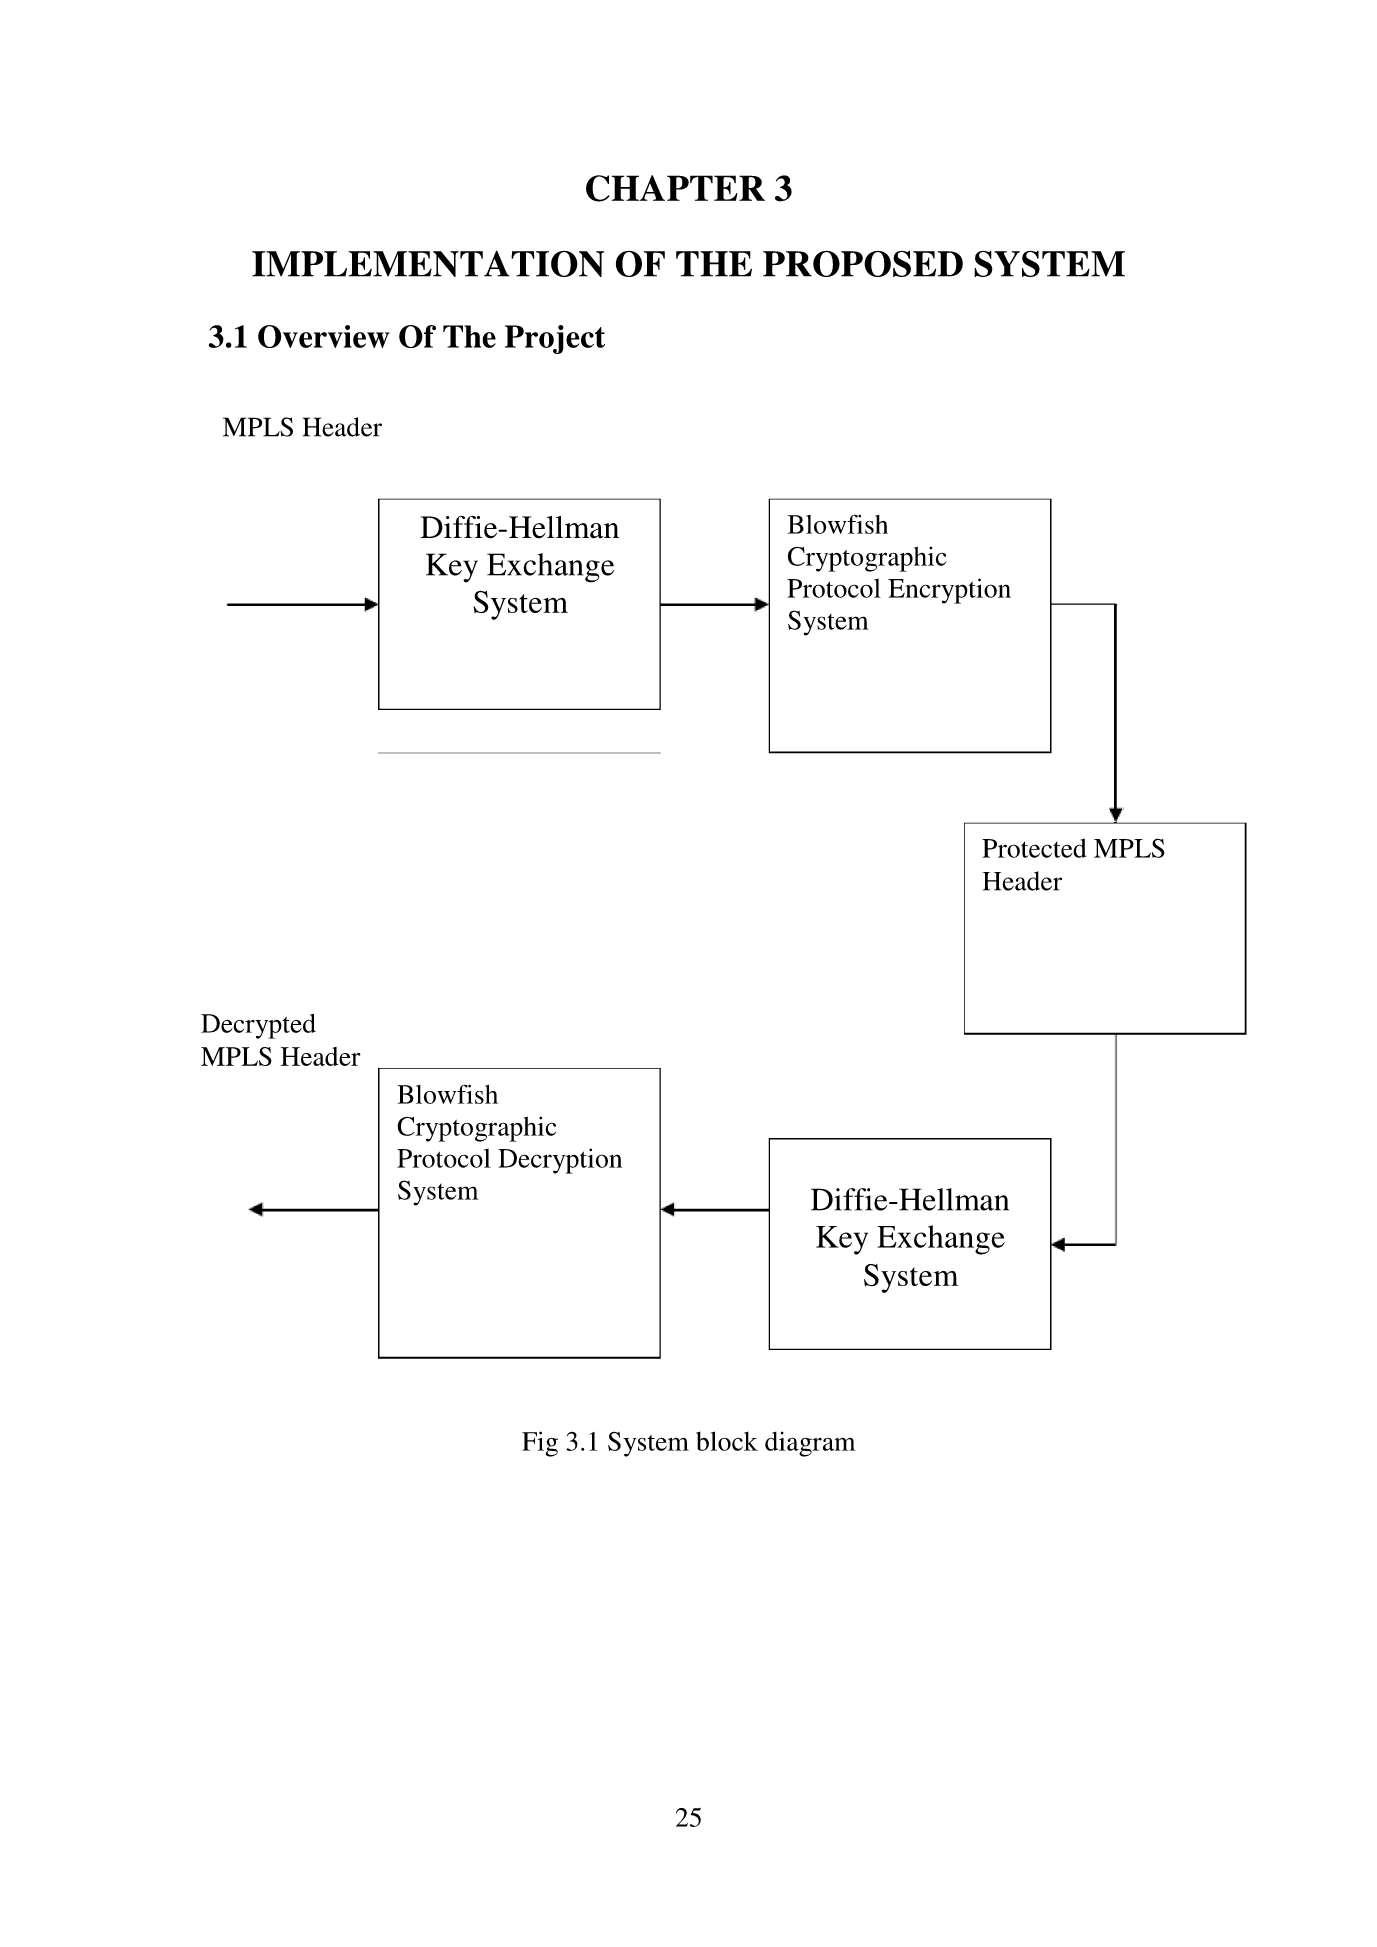 CHAPTER 3
IMPLEMENTATION OF THE PROPOSED SYSTEM
3.1 Overview Of The Project
MPLS Header
Diffie-Hellman
Key Exchange
System
Blowfish
Cryptographic
Protocol Encryption
System
Protected MPLS
Header
Decrypted
MPLS Header
Blowfish
Cryptographic
Protocol Decryption
System
Diffie-Hellman
Key Exchange
System
Fig 3.1 System block diagram
25